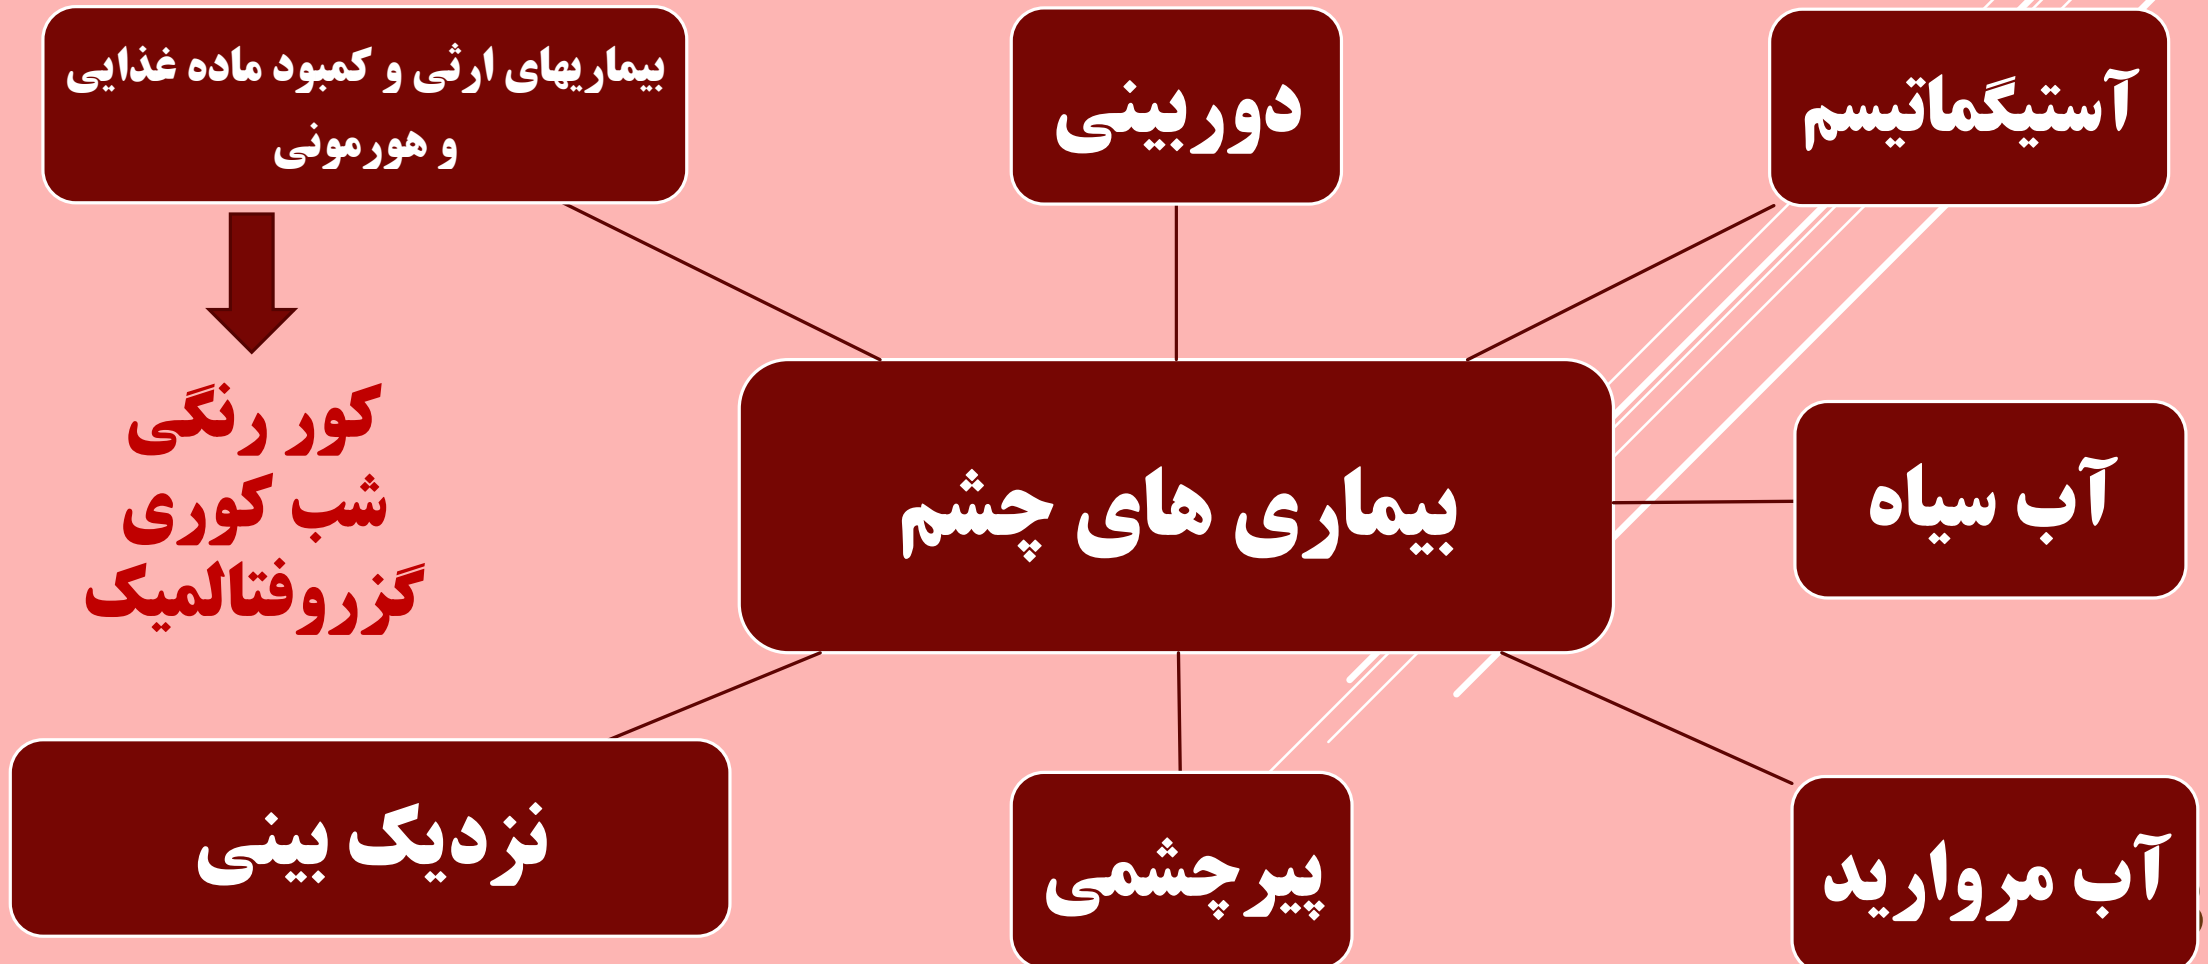 آستیگماتیسم
دوربینی
بیماریهای ارثی و کمبود ماده غذایی
و هورمونی
کور رنگی
شب کوری
گزروفتالمیک
بیماری های چشم
آب سیاه
آب مروارید
پیرچشمی
نزدیک بینی